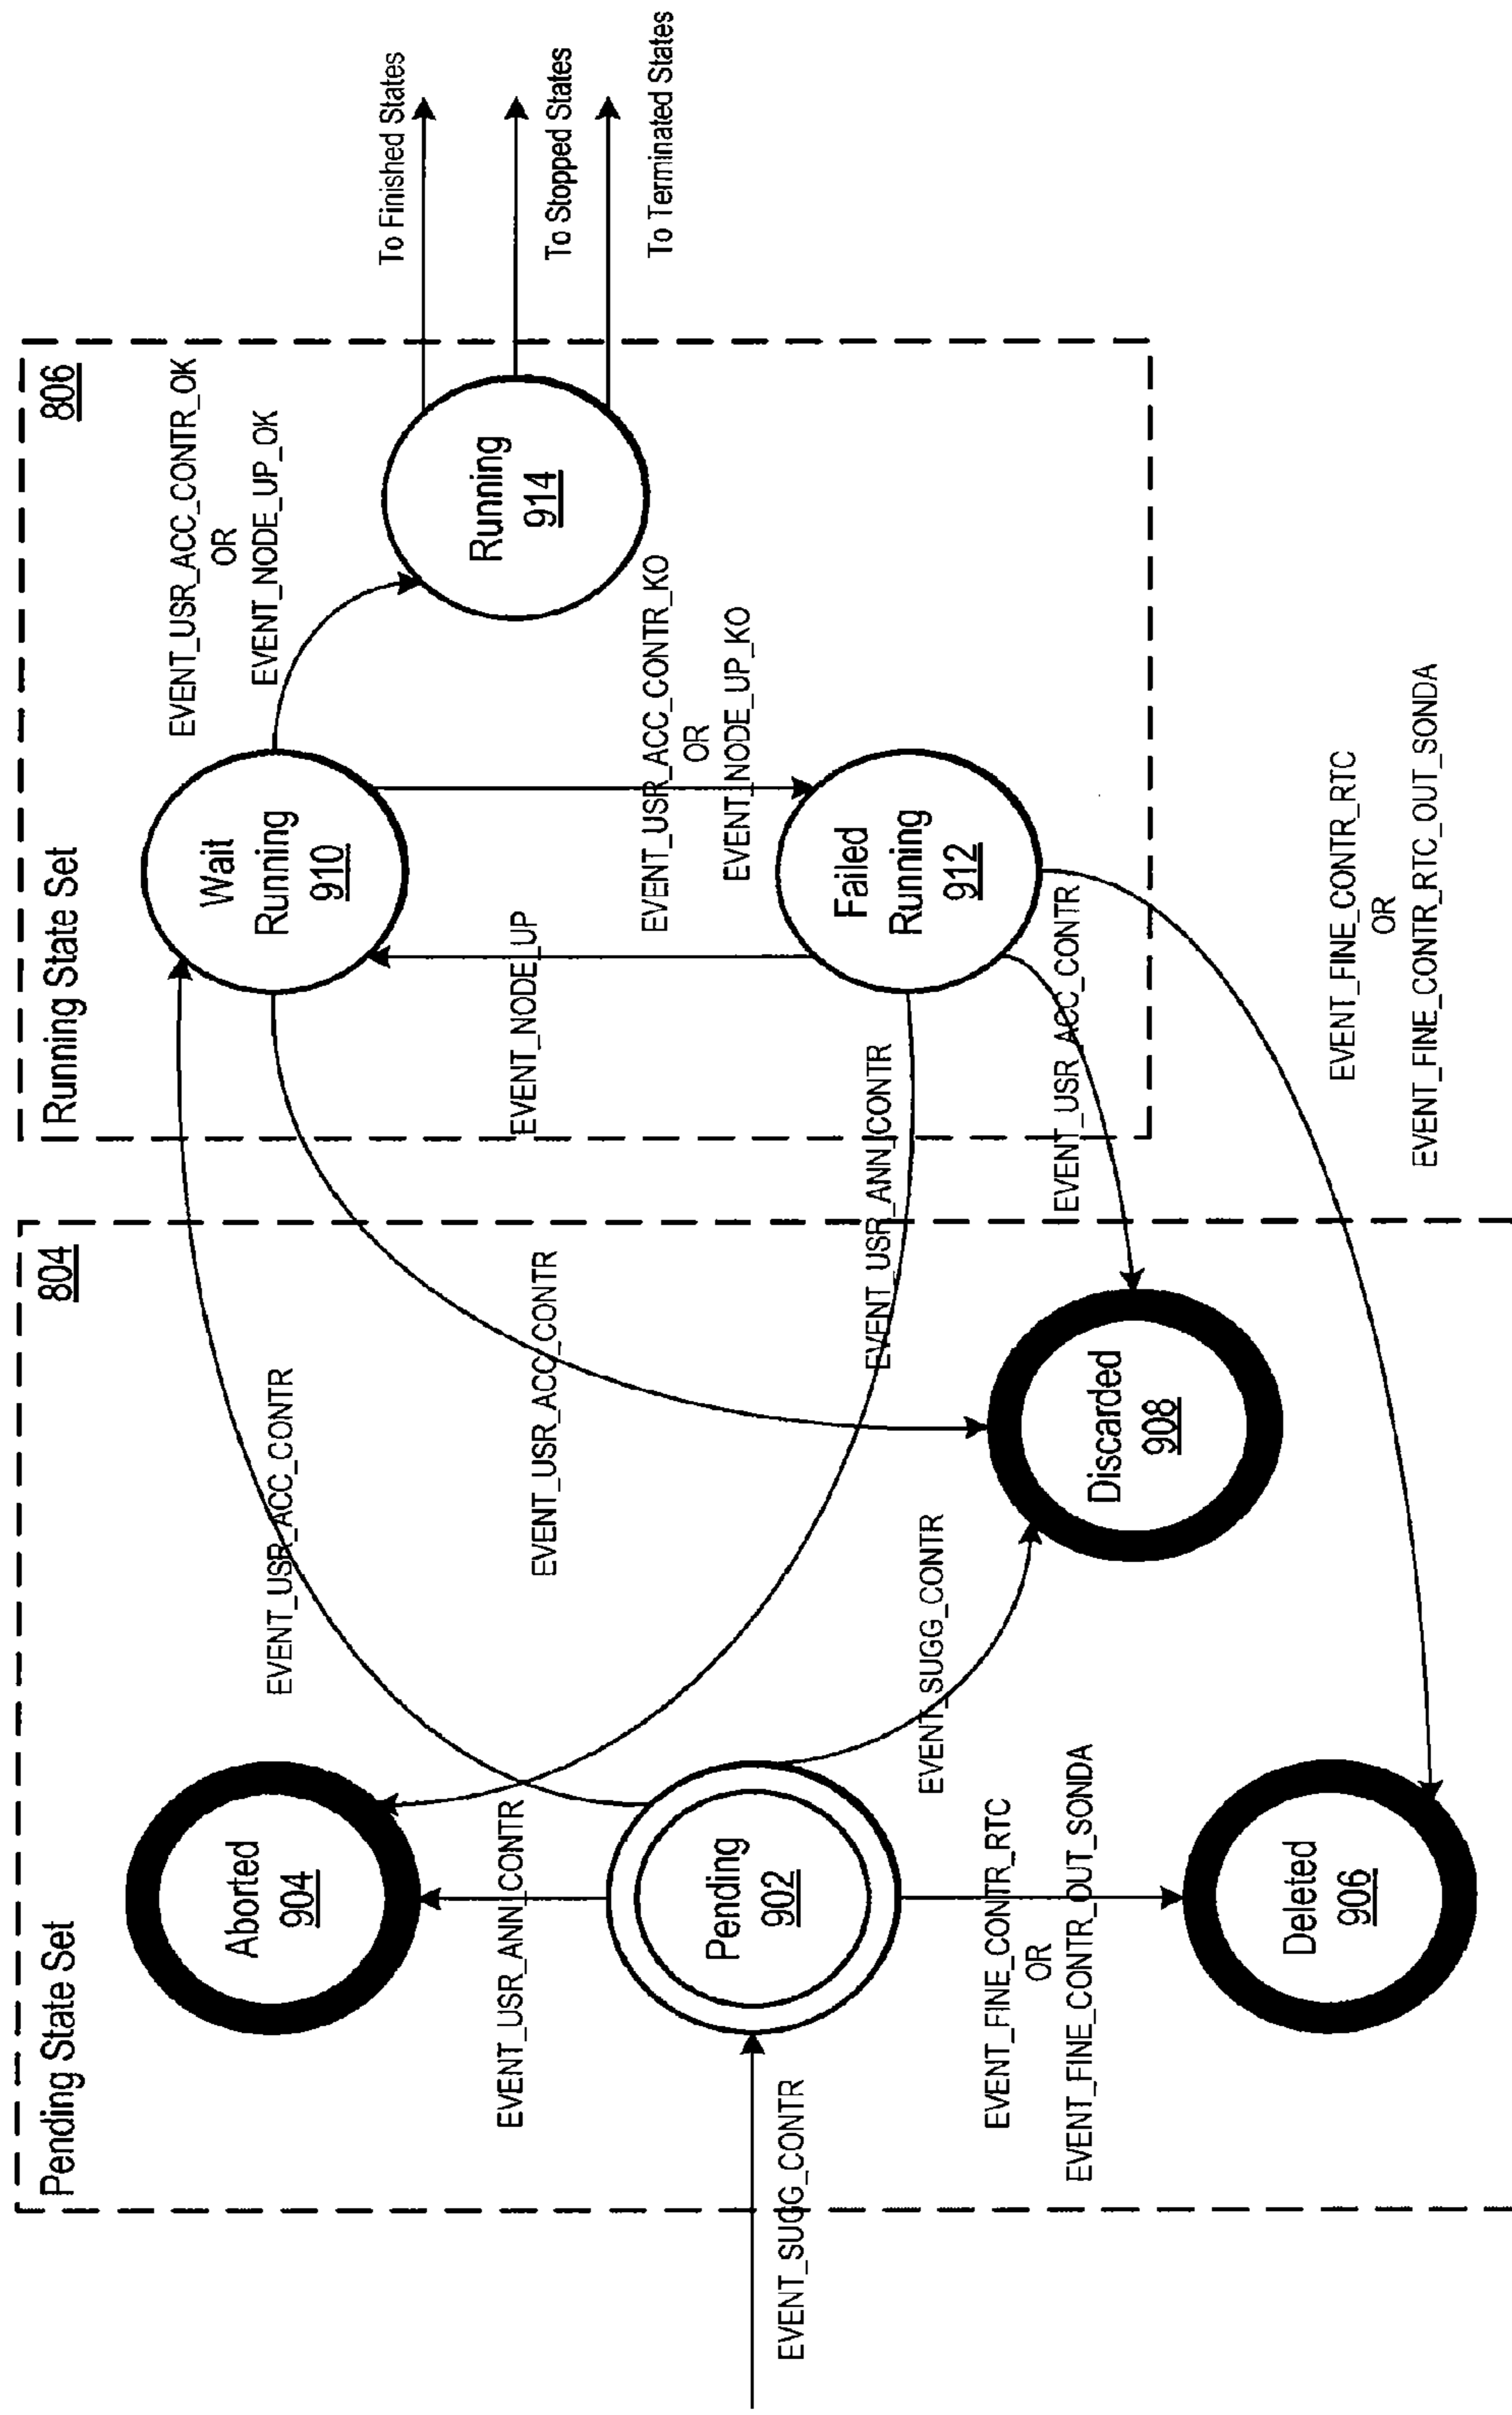 Pending State Set
804
Running State Set
806
EVENT_SUGG_CONTR
Aborted
904
EVENT_USR_ANN_CONTR
Pending
902
EVENT_FINE_CONTR_RTC
OR
EVENT_FINE_CONTR_OUT_SONDA
Deleted
906
EVENT_USR_ACC_CONTR
EVENT_USR_ACC_CONTR
EVENT_SUGG_CONTR
Discarded
908
EVENT_USR_ANN_CONTR
EVENT_USR_ACC_CONTR
EVENT_NODE_UP
Wait
Running
910
EVENT_USR_ACC_CONTR_KO
OR
EVENT_NODE_UP_KO
Failed
Running
912
EVENT_FINE_CONTR_RTC
OR
EVENT_FINE_CONTR_RTC_OUT_SONDA
EVENT_USR_ACC_CONTR_OK
OR
EVENT_NODE_UP_OK
Running
914
To Finished States
To Stopped States
To Terminated States